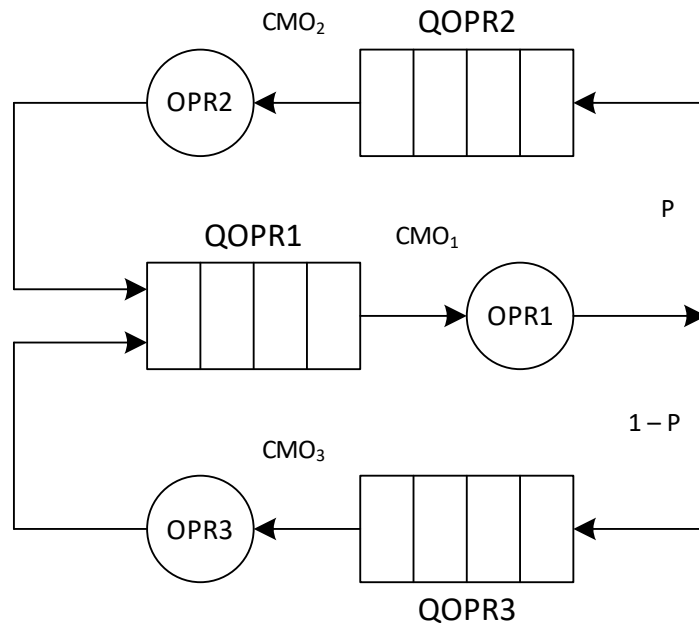 CMO₂
QOPR2
OPR2
P
QOPR1
CMO₁
OPR1
1 – P
CMO₃
OPR3
QOPR3